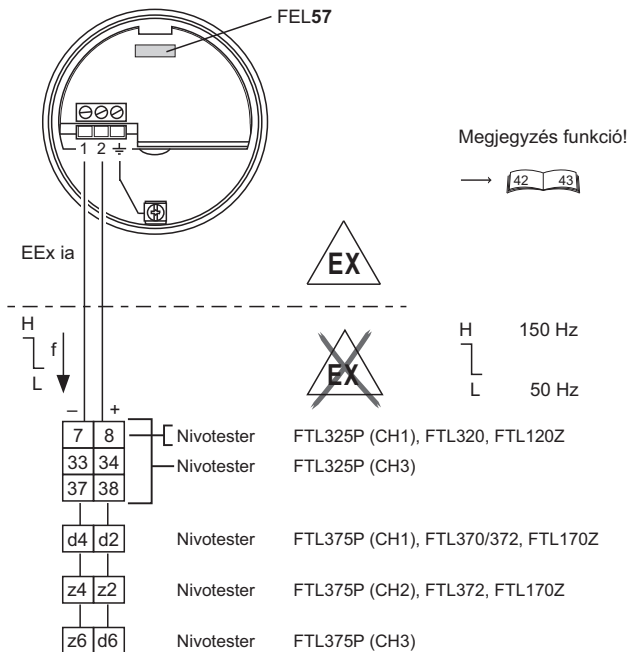 FEL57
1 2
Megjegyzés funkció!
42 43
EEx ia
EX
H
f
L
EX
H 150 Hz
L 50 Hz
– +
7 8 Nivotester FTL325P (CH1), FTL320, FTL120Z
33 34 Nivotester FTL325P (CH3)
37 38
d4 d2 Nivotester FTL375P (CH1), FTL370/372, FTL170Z
z4 z2 Nivotester FTL375P (CH2), FTL372, FTL170Z
z6 d6 Nivotester FTL375P (CH3)